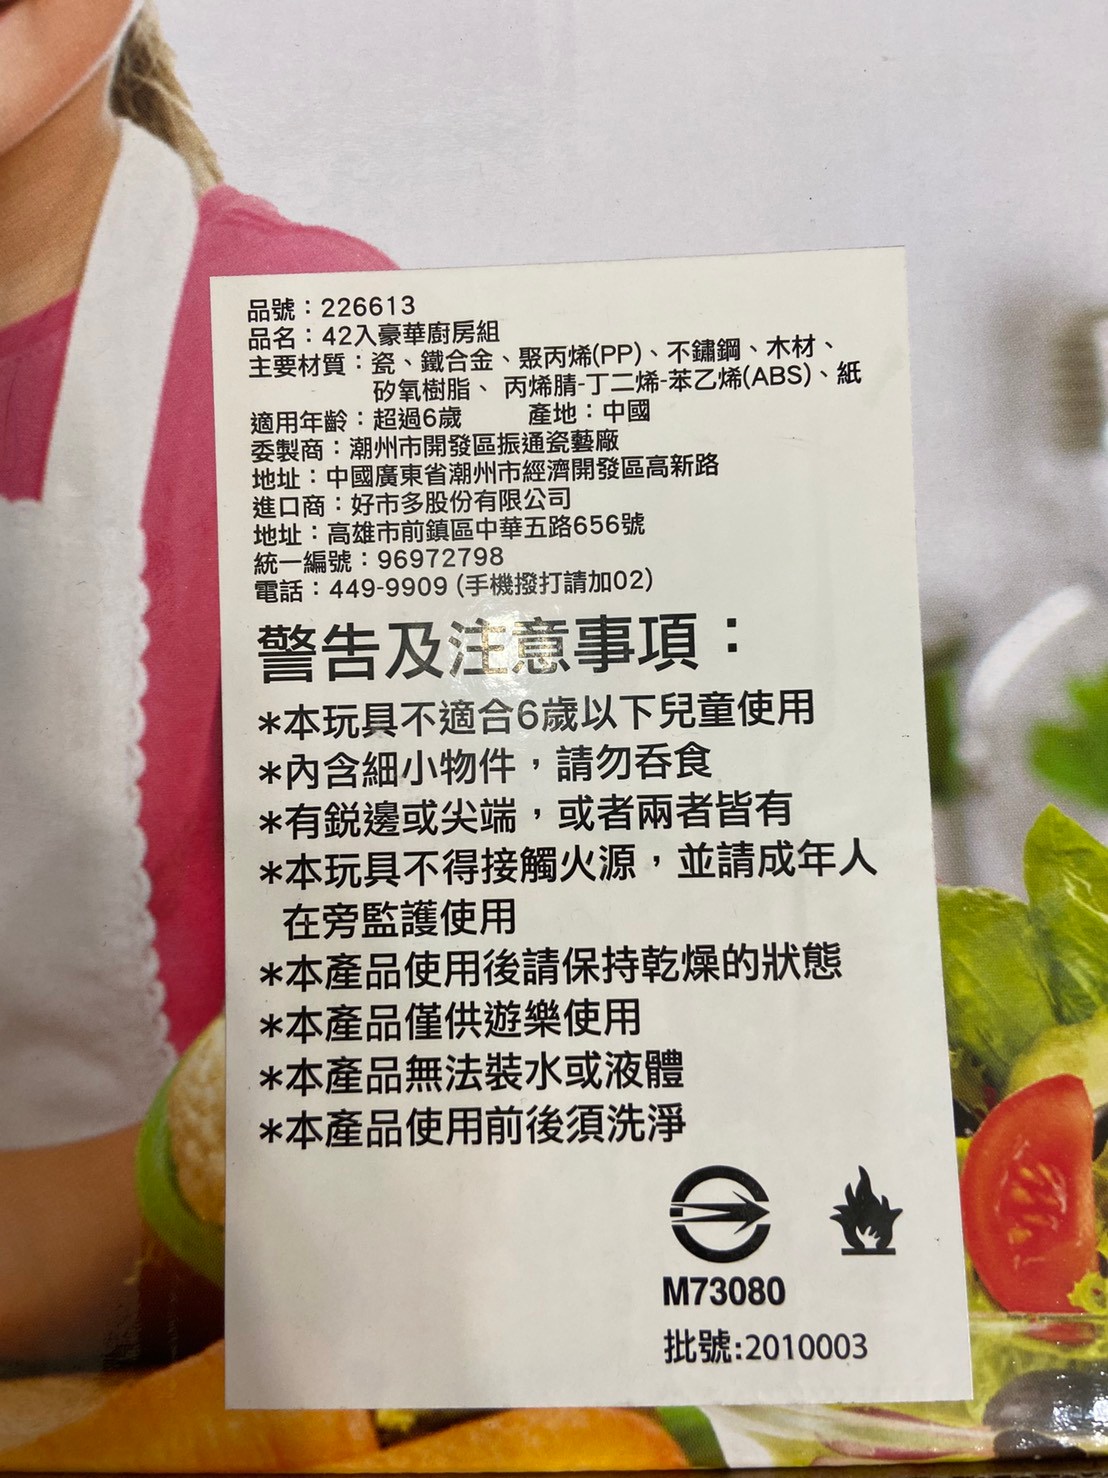 品號：226613
品名：42入豪華廚房組
主要材質：瓷、鐵合金、聚丙烯(PP)、不鏽鋼、木材、
矽氧樹脂、 丙烯腈-丁二烯-苯乙烯(ABS)、紙
適用年齡：超過6歲 產地：中國
委製商：潮州市開發區振通瓷藝廠
地址：中國廣東省潮州市經濟開發區高新路
進口商：好市多股份有限公司
地址：高雄市前鎮區中華五路656號
統一編號：96972798
電話：449-9909 (手機撥打請加02)
警告及注意事項：
*本玩具不適合6歲以下兒童使用
*內含細小物件，請勿吞食
*有銳邊或尖端，或者兩者皆有
*本玩具不得接觸火源，並請成年人
在旁監護使用
*本產品使用後請保持乾燥的狀態
*本產品僅供遊樂使用
*本產品無法裝水或液體
*本產品使用前後須洗淨
M73080
批號:2010003